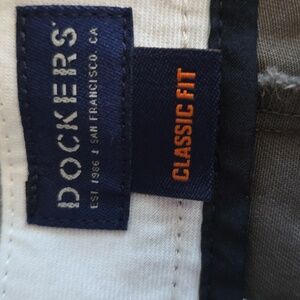 DOCKERS
EST. 1986 SAN FRANCISCO, CA
CLASSIC FIT